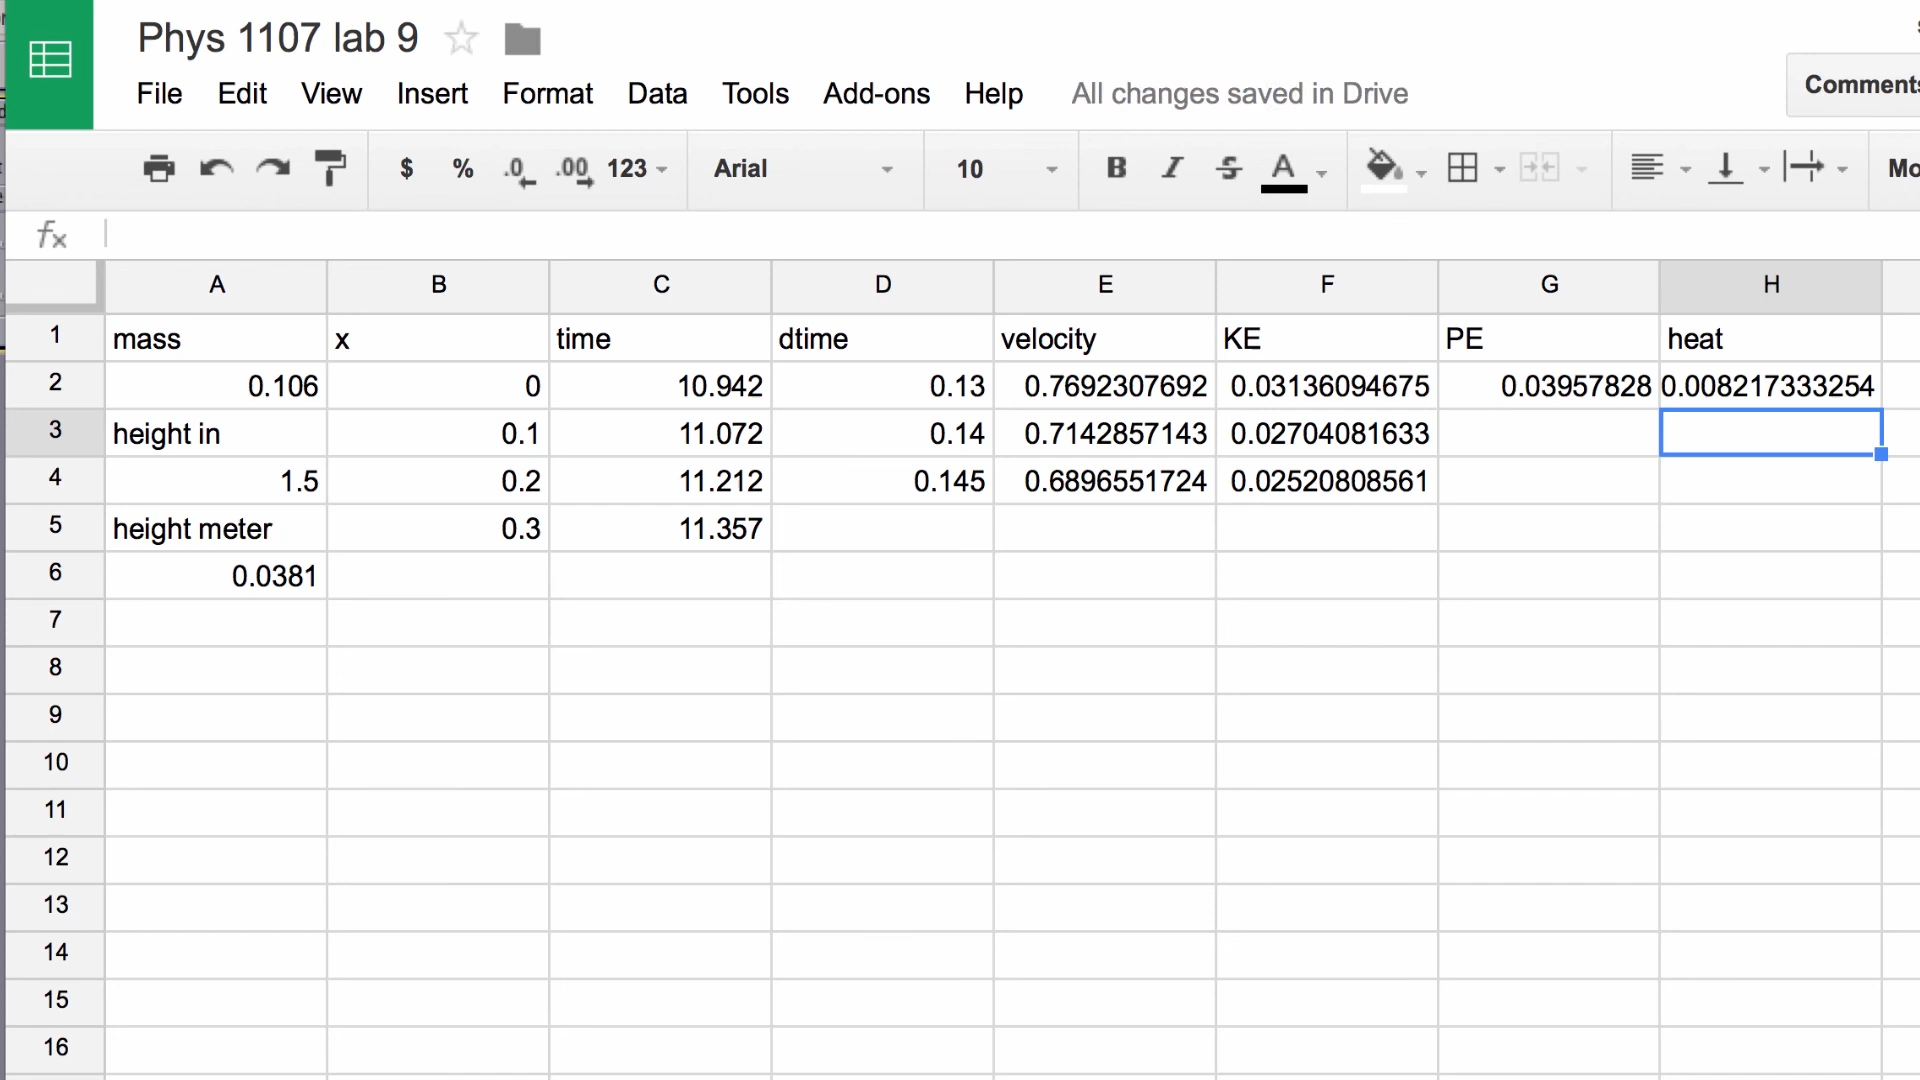 Phys 1107 lab 9
File Edit View Insert Format Data Tools Add-ons Help All changes saved in Drive
Comments
$ % .0 .00 123 Arial 10 B I S A Mo
fx
A B C D E F G H
1 mass x time dtime velocity KE PE heat
2 0.106 0 10.942 0.13 0.7692307692 0.03136094675 0.03957828 0.008217333254
3 height in 0.1 11.072 0.14 0.7142857143 0.02704081633
4 1.5 0.2 11.212 0.145 0.6896551724 0.02520808561
5 height meter 0.3 11.357
6 0.0381
7
8
9
10
11
12
13
14
15
16